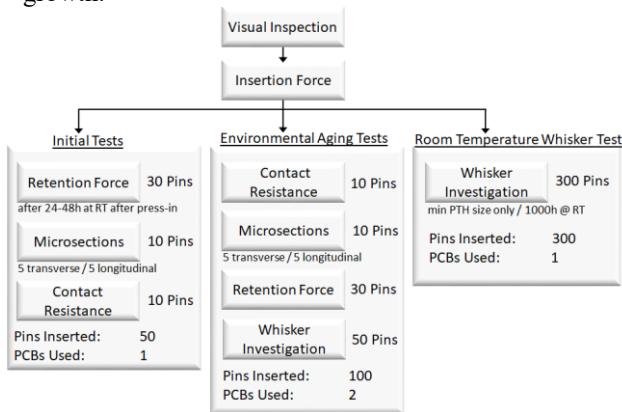 growth.
Visual Inspection
Insertion Force
Initial Tests
Retention Force 30 Pins
after 24-48h at RT after press-in
Microsections 10 Pins
5 transverse / 5 longitudinal
Contact
Resistance 10 Pins
Pins Inserted: 50
PCBs Used: 1
Environmental Aging Tests
Contact
Resistance 10 Pins
Microsections 10 Pins
5 transverse / 5 longitudinal
Retention Force 30 Pins
Whisker
Investigation 50 Pins
Pins Inserted: 100
PCBs Used: 2
Room Temperature Whisker Test
Whisker
Investigation 300 Pins
min PTH size only / 1000h @ RT
Pins Inserted: 300
PCBs Used: 1